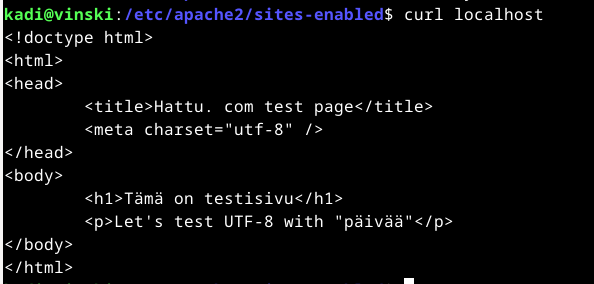 kadi@vinski:/etc/apache2/sites-enabled$ curl localhost
<!doctype html>
<html>
<head>
        <title>Hattu. com test page</title>
        <meta charset="utf-8" />
</head>
<body>
        <h1>Tämä on testisivu</h1>
        <p>Let's test UTF-8 with "päivää"</p>
</body>
</html>